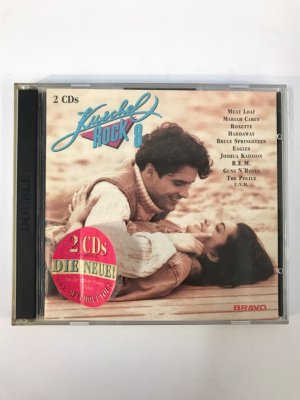 2 CDs
Kuschel
ROCK 8
MEAT LOAF
MARIAH CAREY
ROXETTE
HADDAWAY
BRUCE SPRINGSTEEN
EAGLES
JOSHUA KADISON
R.E.M.
GUNS N'ROSES
THE POLICE
U.V.M.
DOUBLE
2 CDs
DIE NEUE!
BRAVO